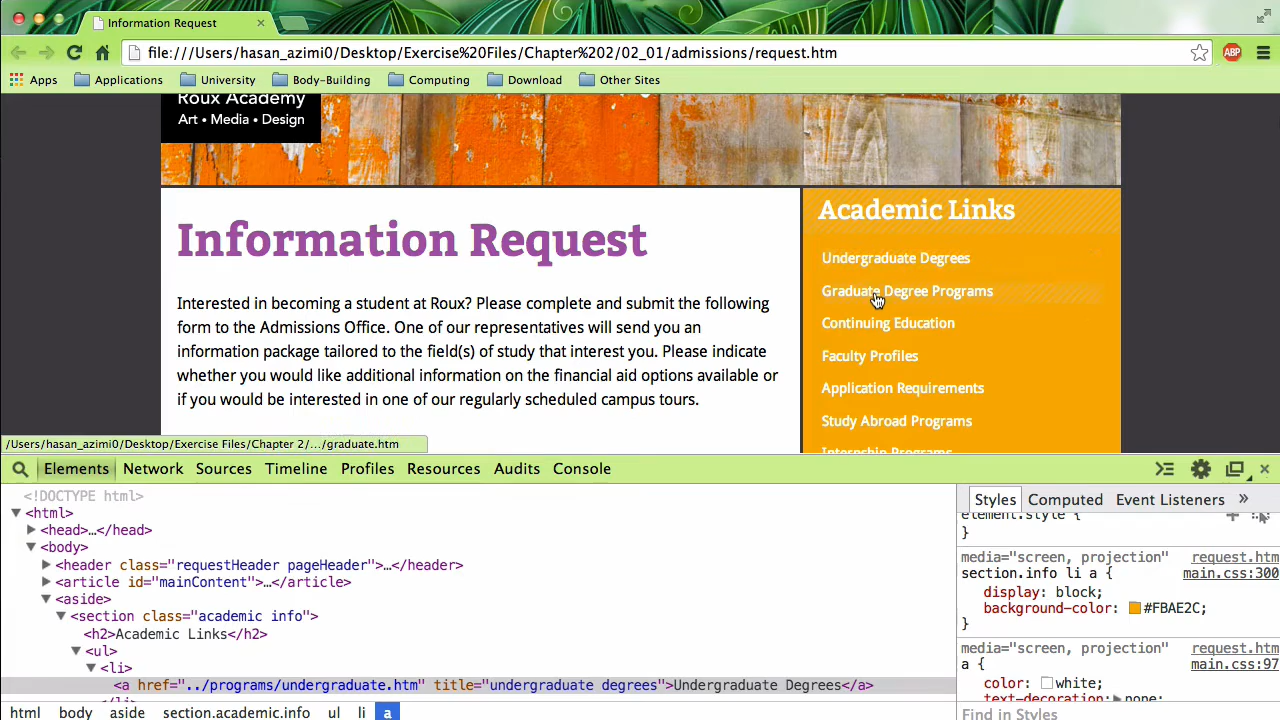 Information Request
file:///Users/hasan_azimi0/Desktop/Exercise%20Files/Chapter%202/02_01/admissions/request.htm
ABP
Apps Applications University Body-Building Computing Download Other Sites
Roux Academy
Art • Media • Design
Information Request
Interested in becoming a student at Roux? Please complete and submit the following
form to the Admissions Office. One of our representatives will send you an
information package tailored to the field(s) of study that interest you. Please indicate
whether you would like additional information on the financial aid options available or
if you would be interested in one of our regularly scheduled campus tours.
Academic Links
Undergraduate Degrees
Graduate Degree Programs
Continuing Education
Faculty Profiles
Application Requirements
Study Abroad Programs
Internship Programs
/Users/hasan_azimi0/Desktop/Exercise Files/Chapter 2/…/graduate.htm
Elements Network Sources Timeline Profiles Resources Audits Console
<!DOCTYPE html>
<html>
<head>…</head>
<body>
<header class="requestHeader pageHeader">…</header>
<article id="mainContent">…</article>
<aside>
<section class="academic info">
<h2>Academic Links</h2>
<ul>
<li>
<a href="../programs/undergraduate.htm" title="undergraduate degrees">Undergraduate Degrees</a>
</li>
html body aside section.academic.info ul li a
Styles Computed Event Listeners »
element.style {
}
media="screen, projection" request.htm
section.info li a { main.css:300
display: block;
background-color: #FBAE2C;
}
media="screen, projection" request.htm
a { main.css:97
color: white;
text-decoration: none;
Find in Styles